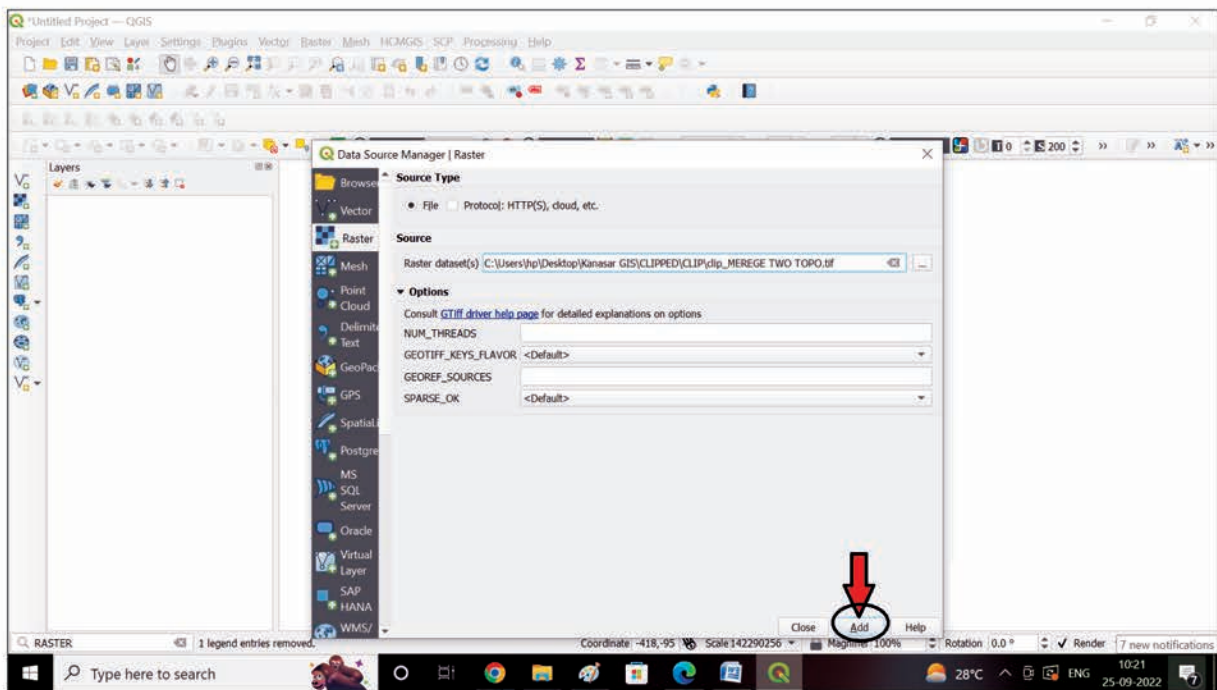 *Untitled Project — QGIS
Project Edit View Layer Settings Plugins Vector Raster Mesh HCMGIS SCP Processing Help
0 200
Layers
Data Source Manager | Raster
Browse
Vector
Raster
Mesh
Point
Cloud
Delimite
Text
GeoPac
GPS
SpatiaLi
Postgre
MS
SQL
Server
Oracle
Virtual
Layer
SAP
HANA
WMS/
Source Type
File Protocol: HTTP(S), cloud, etc.
Source
Raster dataset(s) C:\Users\hp\Desktop\Kanasar GIS\CLIPPED\CLIP\clip_MEREGE TWO TOPO.tif
...
Options
Consult GTiff driver help page for detailed explanations on options
NUM_THREADS
GEOTIFF_KEYS_FLAVOR <Default>
GEOREF_SOURCES
SPARSE_OK <Default>
Close Add Help
RASTER 1 legend entries removed. Coordinate -418,-95 Scale 142290256 Magnifier 100% Rotation 0.0 ° Render 7 new notifications
Type here to search 28°C ENG 10:21
25-09-2022 7